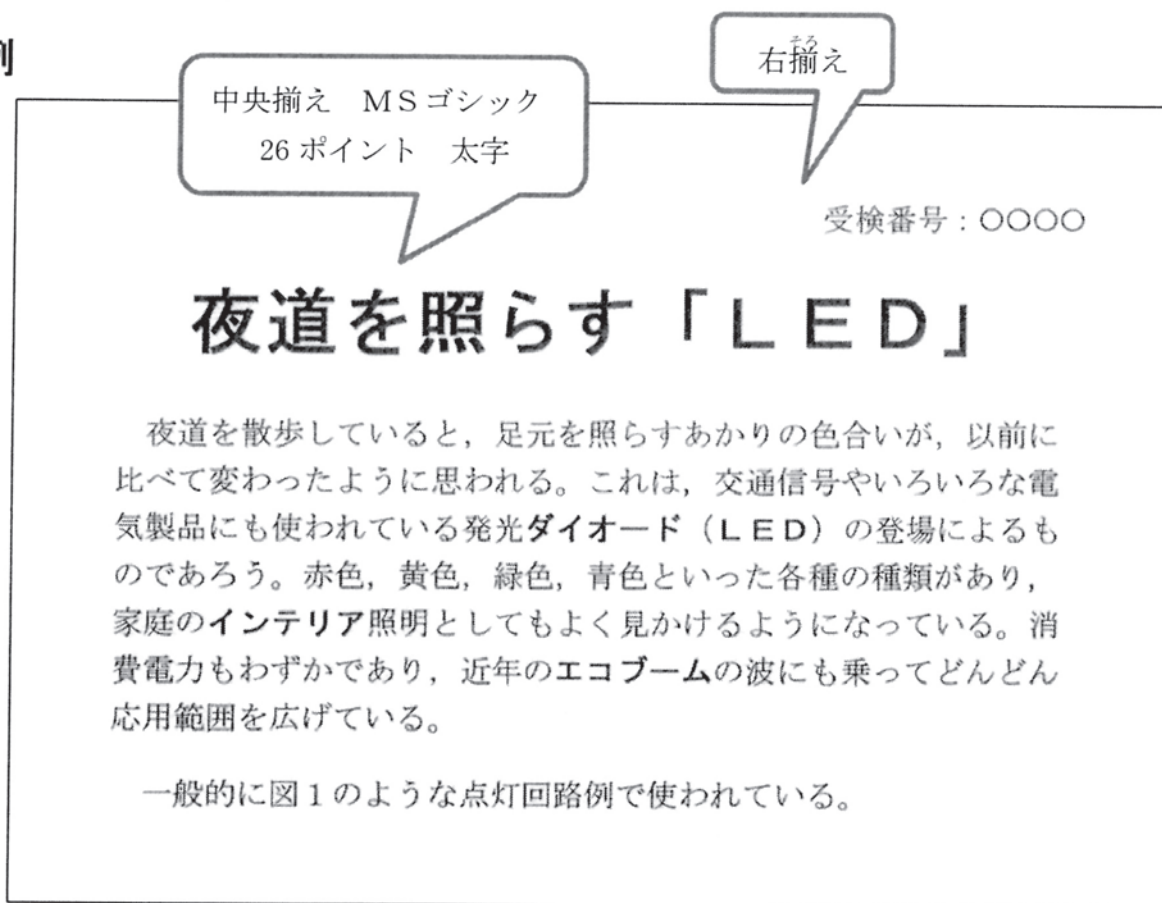 例
中央揃え　ＭＳゴシック
26 ポイント　太字
そろ
右揃え
受検番号：○○○○
夜道を照らす「ＬＥＤ」
　夜道を散歩していると，足元を照らすあかりの色合いが，以前に
比べて変わったように思われる。これは，交通信号やいろいろな電
気製品にも使われている発光ダイオード（ＬＥＤ）の登場によるも
のであろう。赤色，黄色，緑色，青色といった各種の種類があり，
家庭のインテリア照明としてもよく見かけるようになっている。消
費電力もわずかであり，近年のエコブームの波にも乗ってどんどん
応用範囲を広げている。
　一般的に図１のような点灯回路例で使われている。